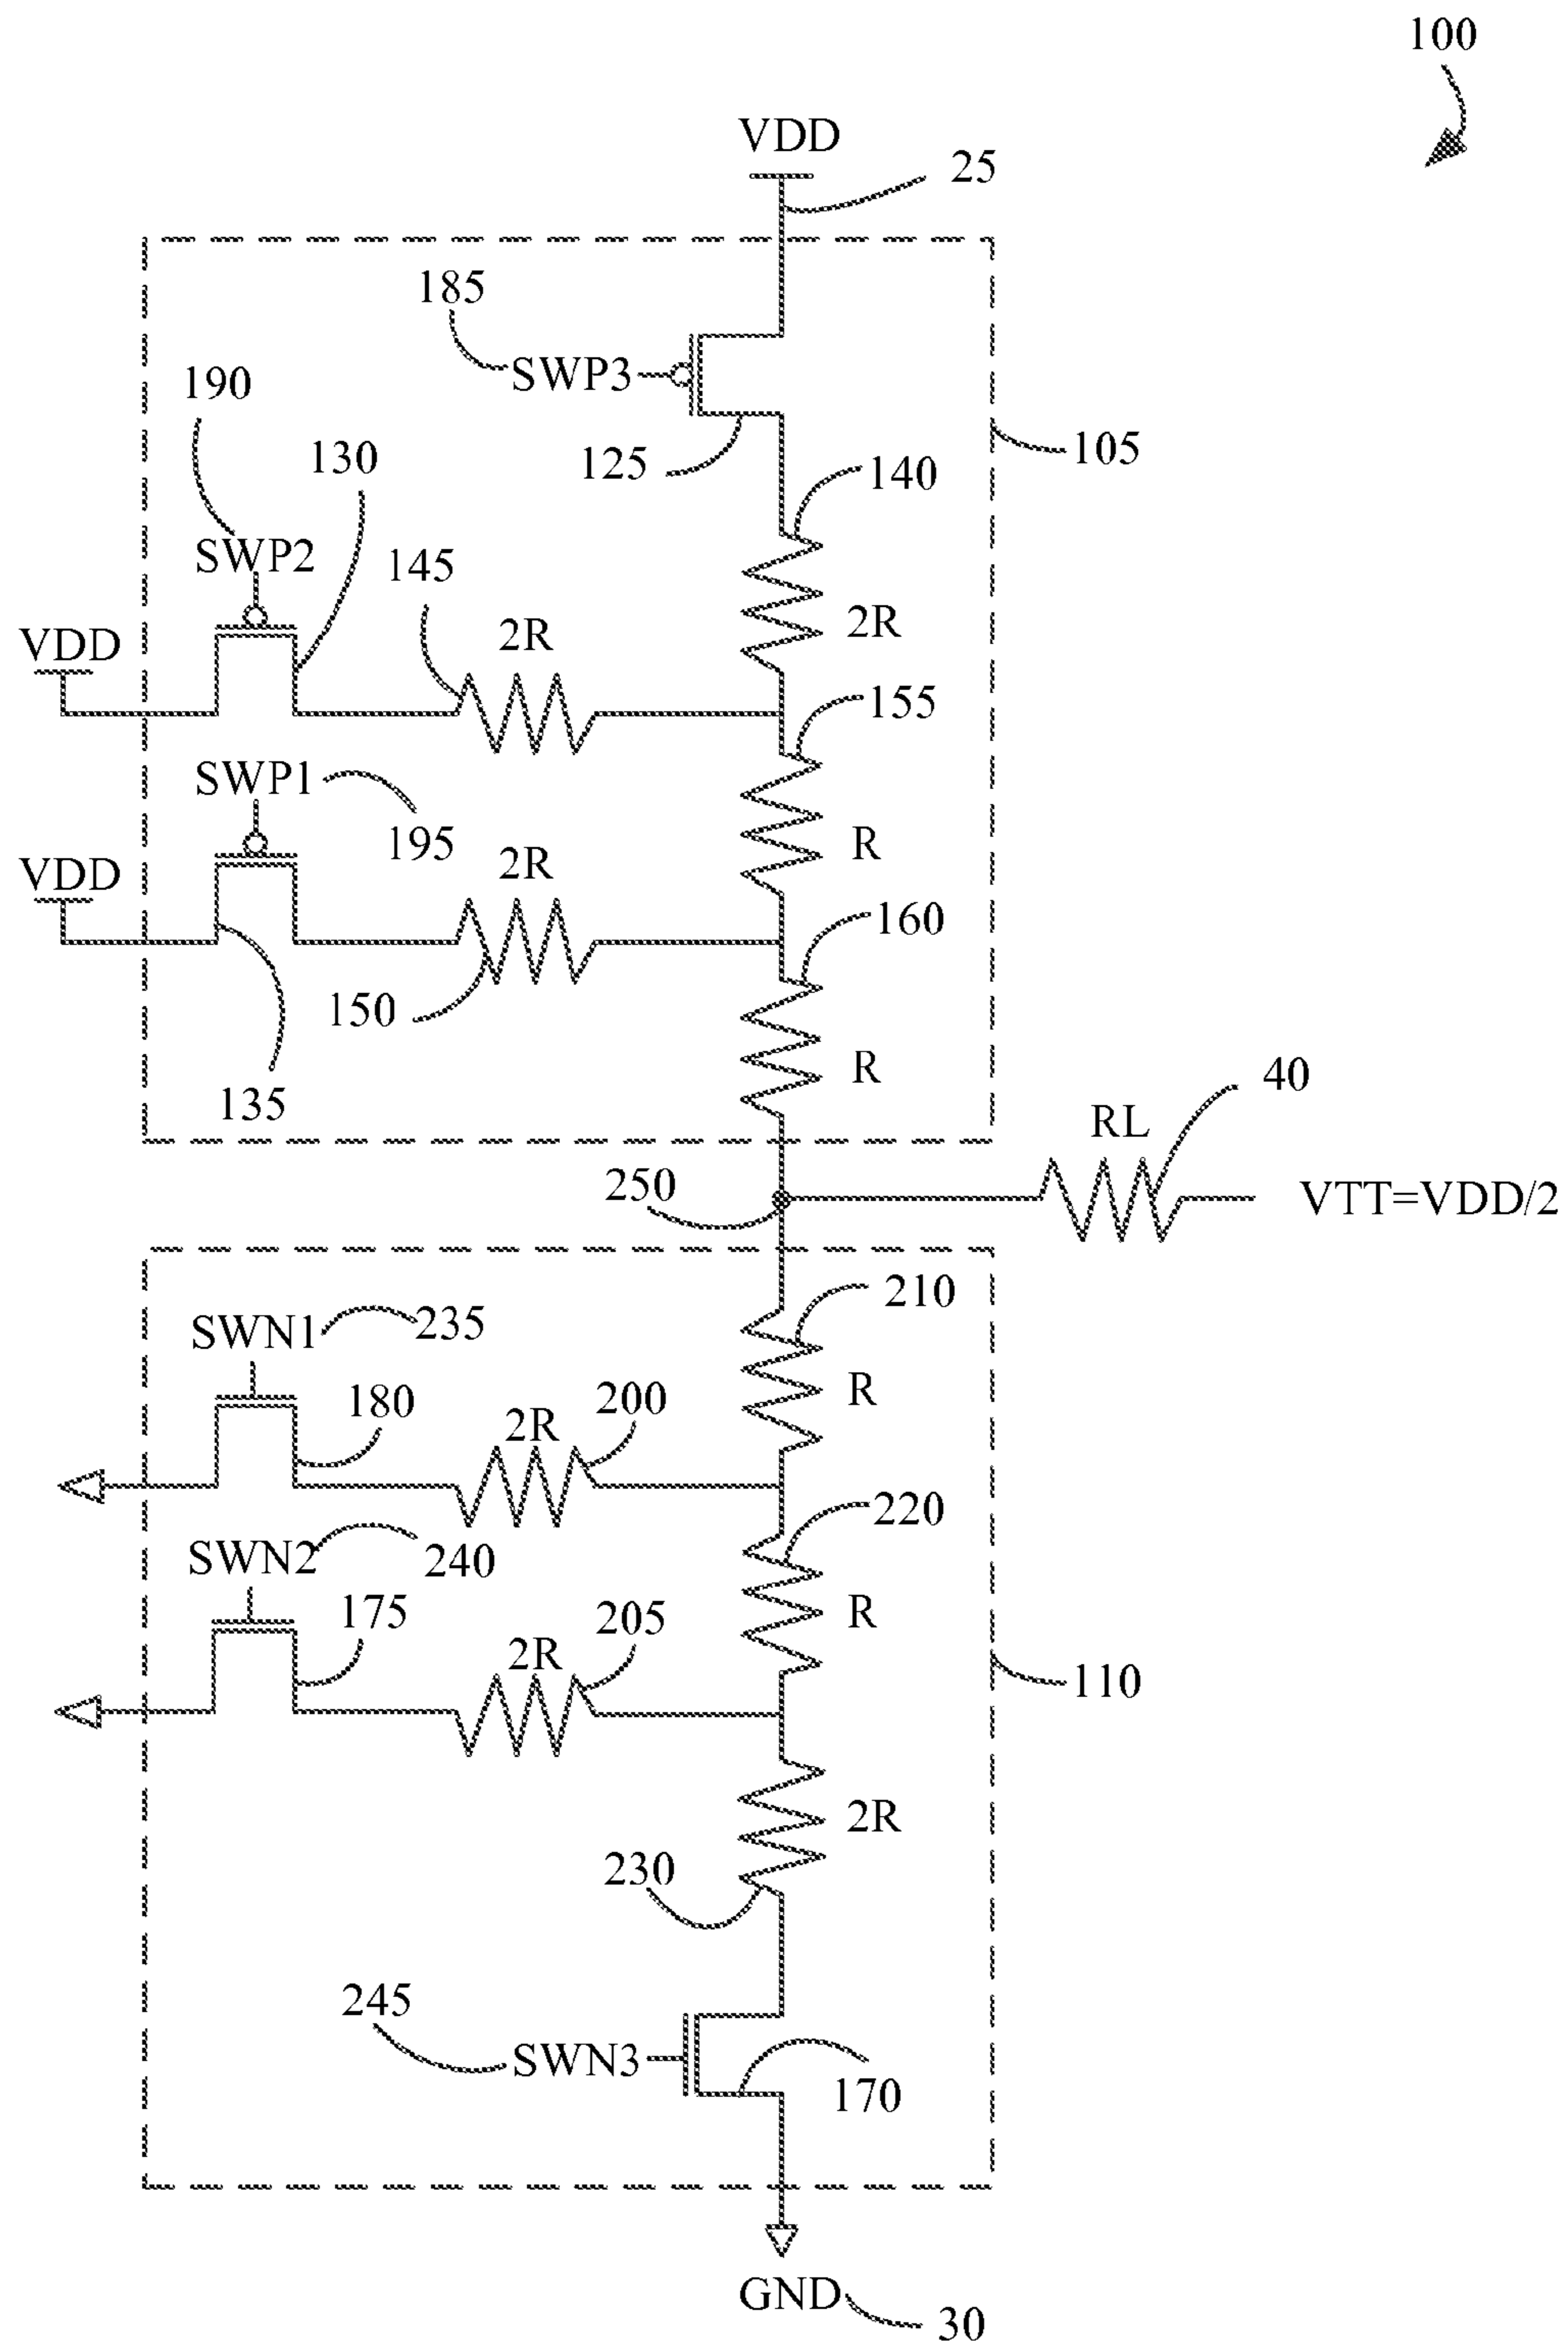 100
VDD
25
185
SWP3
190
125
105
130
140
SWP2
145
2R
2R
VDD
155
SWP1
195
2R
R
VDD
160
150
R
135
40
RL
250
VTT=VDD/2
210
SWN1
235
R
180
200
2R
220
SWN2
240
R
175
205
2R
110
2R
230
245
SWN3
170
GND
30